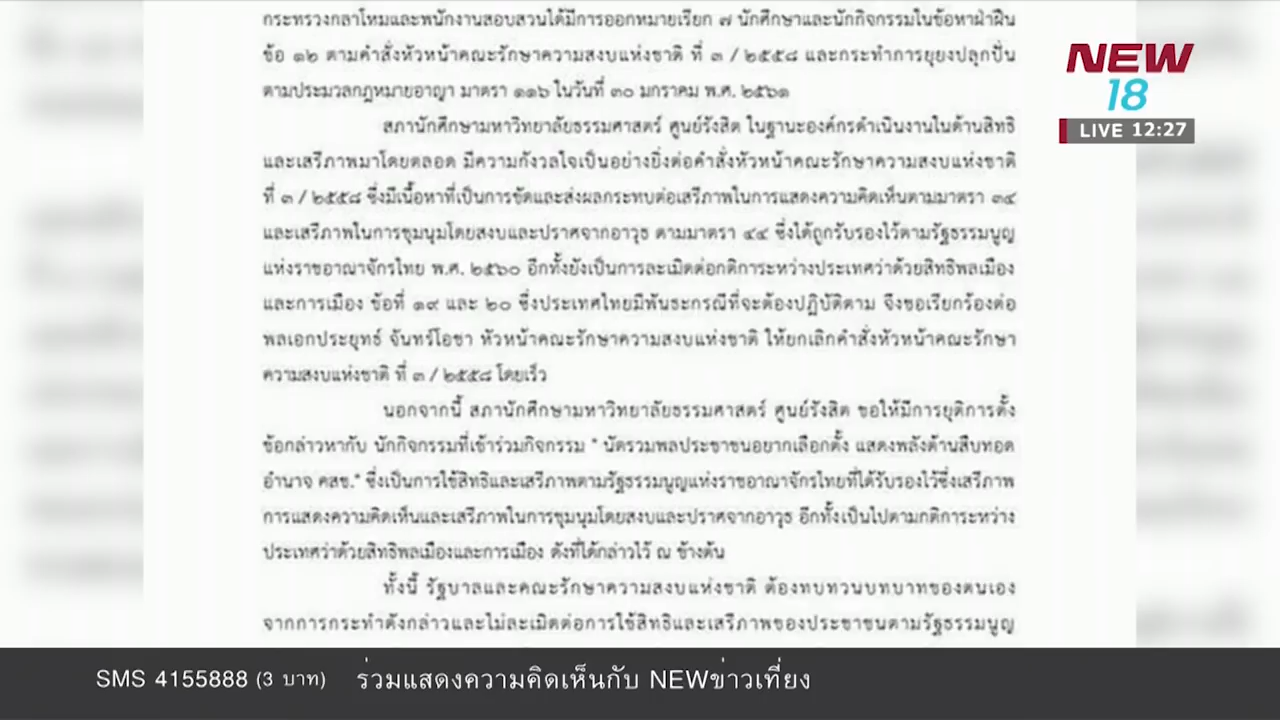 กระทรวงกลาโหมและพนักงานสอบสวนได้มีการออกหมายเรียก ๗ นักศึกษาและนักกิจกรรมในข้อหาฝ่าฝืน
ข้อ ๑๒ ตามคำสั่งหัวหน้าคณะรักษาความสงบแห่งชาติ ที่ ๓ / ๒๕๕๘ และกระทำการยุยงปลุกปั่น
ตามประมวลกฎหมายอาญา มาตรา ๑๑๖ ในวันที่ ๓๐ มกราคม พ.ศ. ๒๕๖๑
สภานักศึกษามหาวิทยาลัยธรรมศาสตร์ ศูนย์รังสิต ในฐานะองค์กรดำเนินงานในด้านสิทธิ
และเสรีภาพมาโดยตลอด มีความกังวลใจเป็นอย่างยิ่งต่อคำสั่งหัวหน้าคณะรักษาความสงบแห่งชาติ
ที่ ๓ / ๒๕๕๘ ซึ่งมีเนื้อหาที่เป็นการขัดและส่งผลกระทบต่อเสรีภาพในการแสดงความคิดเห็นตามมาตรา ๓๔
และเสรีภาพในการชุมนุมโดยสงบและปราศจากอาวุธ ตามมาตรา ๔๔ ซึ่งได้ถูกรับรองไว้ตามรัฐธรรมนูญ
แห่งราชอาณาจักรไทย พ.ศ. ๒๕๖๐ อีกทั้งยังเป็นการละเมิดต่อกติการะหว่างประเทศว่าด้วยสิทธิพลเมือง
และการเมือง ข้อที่ ๑๙ และ ๒๐ ซึ่งประเทศไทยมีพันธะกรณีที่จะต้องปฏิบัติตาม จึงขอเรียกร้องต่อ
พลเอกประยุทธ์ จันทร์โอชา หัวหน้าคณะรักษาความสงบแห่งชาติ ให้ยกเลิกคำสั่งหัวหน้าคณะรักษา
ความสงบแห่งชาติ ที่ ๓ / ๒๕๕๘ โดยเร็ว
นอกจากนี้ สภานักศึกษามหาวิทยาลัยธรรมศาสตร์ ศูนย์รังสิต ขอให้มีการยุติการตั้ง
ข้อกล่าวหากับ นักกิจกรรมที่เข้าร่วมกิจกรรม " นัดรวมพลประชาชนอยากเลือกตั้ง แสดงพลังต้านสืบทอด
อำนาจ คสช." ซึ่งเป็นการใช้สิทธิและเสรีภาพตามรัฐธรรมนูญแห่งราชอาณาจักรไทยที่ได้รับรองไว้ซึ่งเสรีภาพ
การแสดงความคิดเห็นและเสรีภาพในการชุมนุมโดยสงบและปราศจากอาวุธ อีกทั้งเป็นไปตามกติการะหว่าง
ประเทศว่าด้วยสิทธิพลเมืองและการเมือง ดังที่ได้กล่าวไว้ ณ ข้างต้น
ทั้งนี้ รัฐบาลและคณะรักษาความสงบแห่งชาติ ต้องทบทวนบทบาทของตนเอง
จากการกระทำดังกล่าวและไม่ละเมิดต่อการใช้สิทธิและเสรีภาพของประชาชนตามรัฐธรรมนูญ
NEW
18
LIVE 12:27
SMS 4155888 (3 บาท) ร่วมแสดงความคิดเห็นกับ NEWข่าวเที่ยง